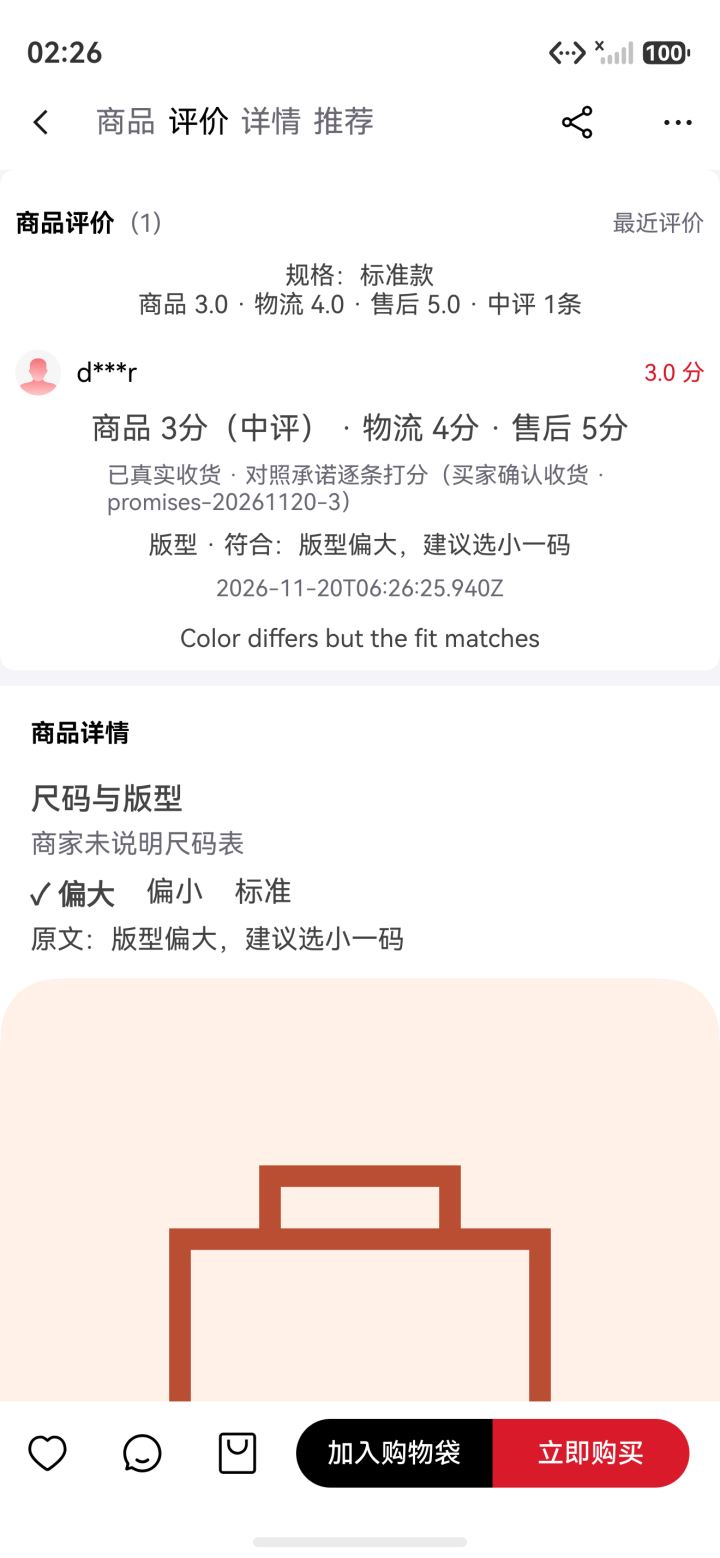 02:26
100
商品 评价 详情 推荐
商品评价 (1) 最近评价
规格：标准款
商品 3.0 · 物流 4.0 · 售后 5.0 · 中评 1条
d***r 3.0 分
商品 3分（中评） · 物流 4分 · 售后 5分
已真实收货 · 对照承诺逐条打分（买家确认收货 ·
promises-20261120-3）
版型 · 符合：版型偏大，建议选小一码
2026-11-20T06:26:25.940Z
Color differs but the fit matches
商品详情
尺码与版型
商家未说明尺码表
✓ 偏大 偏小 标准
原文：版型偏大，建议选小一码
加入购物袋 立即购买